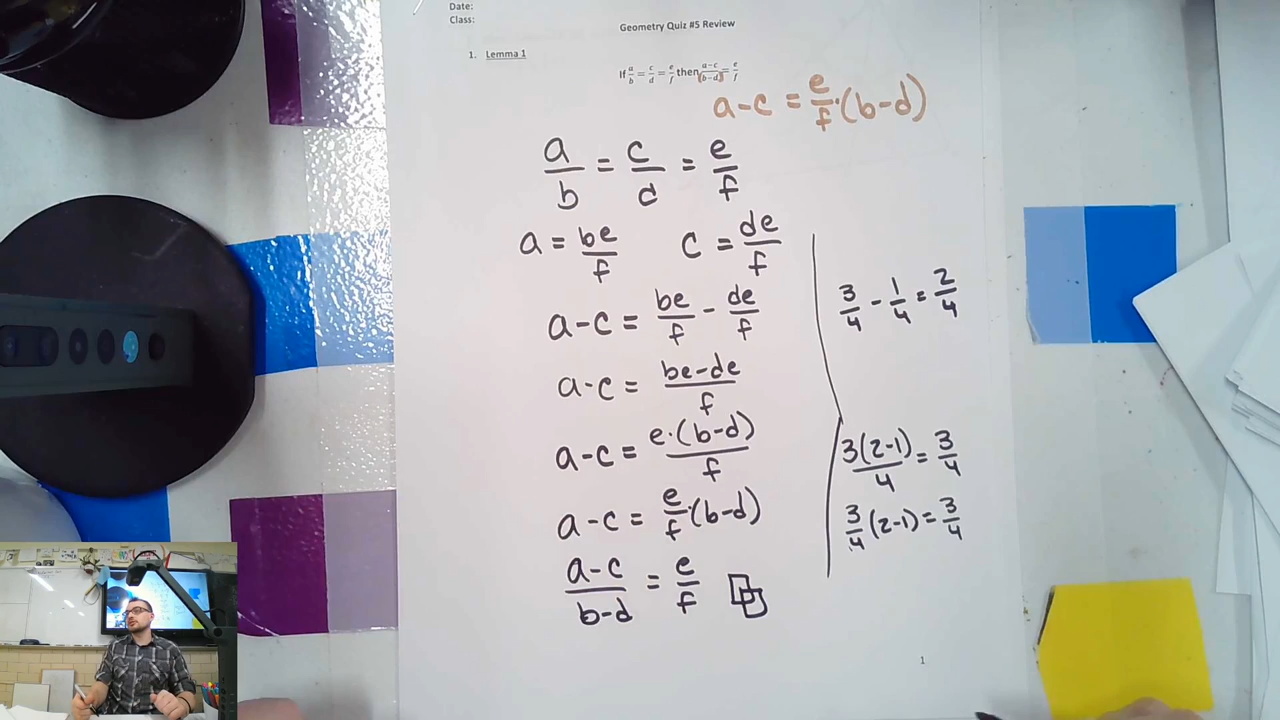 Date:
Class:
Geometry Quiz #5 Review
1. Lemma 1
If a/b = c/d = e/f then (a-c)/(b-d) = e/f
a-c = e/f·(b-d)
a/b = c/d = e/f
a = be/f c = de/f
a-c = be/f - de/f
a-c = be-de/f
a-c = e·(b-d)/f
a-c = e/f·(b-d)
a-c/b-d = e/f
3/4 - 1/4 = 2/4
3(2-1)/4 = 3/4
3/4(2-1) = 3/4
1